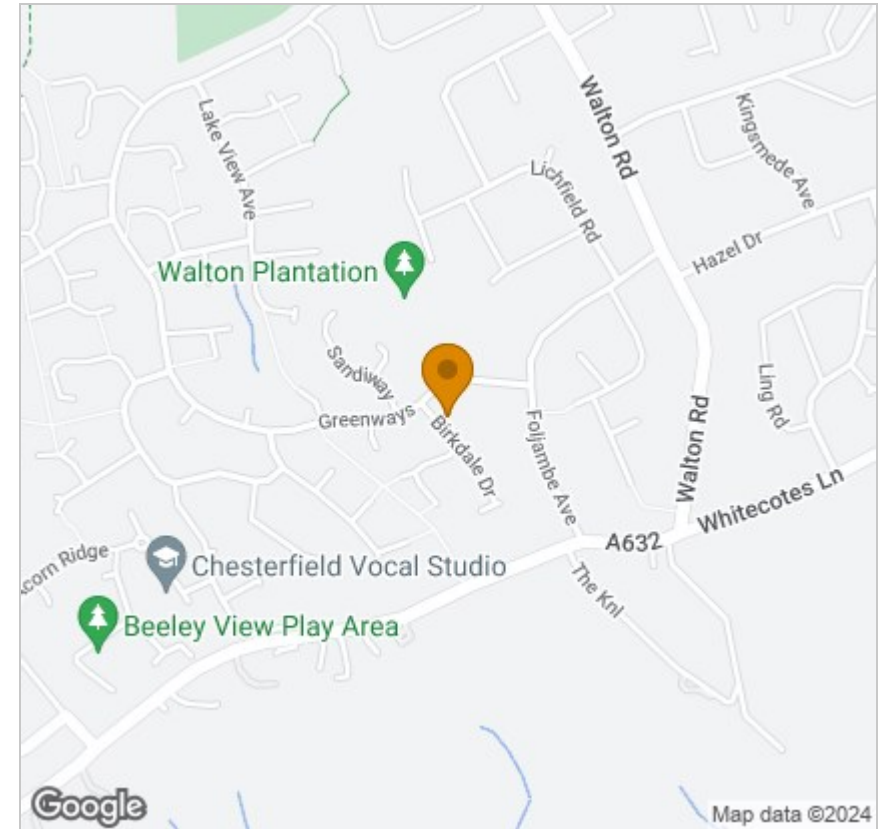 Walton Rd
Kingsmede Ave
Lake View Ave
Lichfield Rd
Hazel Dr
Walton Plantation
Sandiway
Ling Rd
Greenways
Birkdale Dr
Foljambe Ave
Walton Rd
Whitecotes Ln
A632
Acorn Ridge
Chesterfield Vocal Studio
The Knl
Beeley View Play Area
Google
Map data ©2024